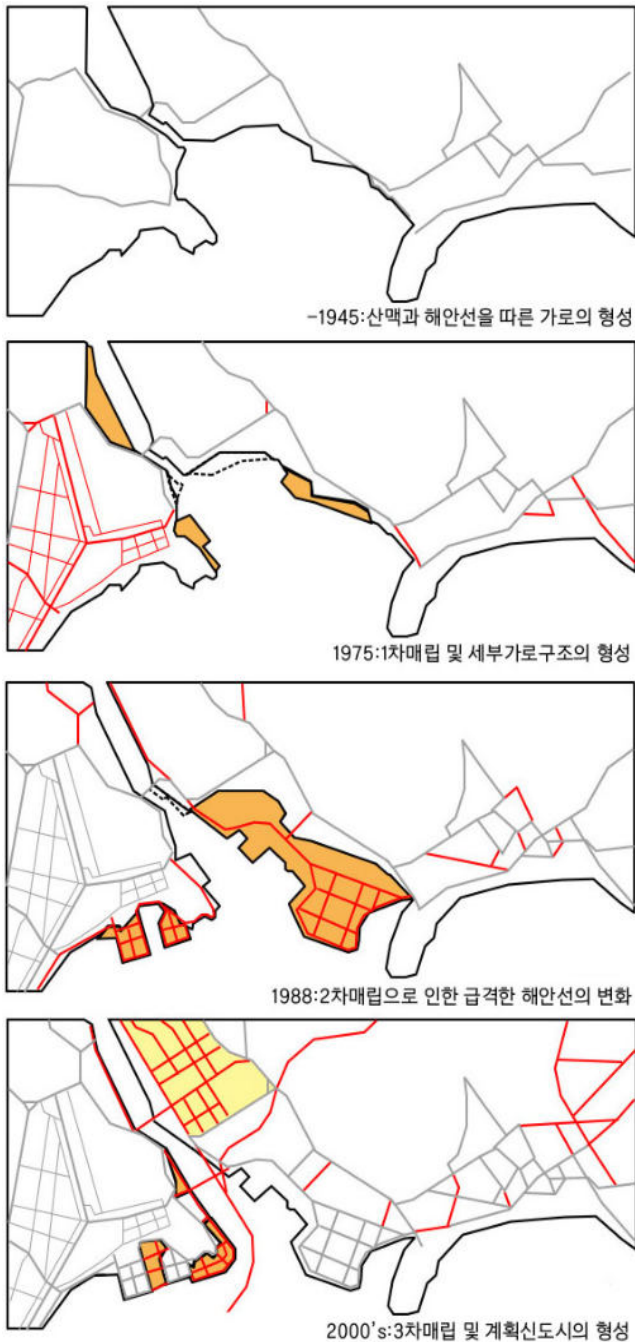 -1945:산맥과 해안선을 따른 가로의 형성
1975:1차매립 및 세부가로구조의 형성
1988:2차매립으로 인한 급격한 해안선의 변화
2000's:3차매립 및 계획신도시의 형성